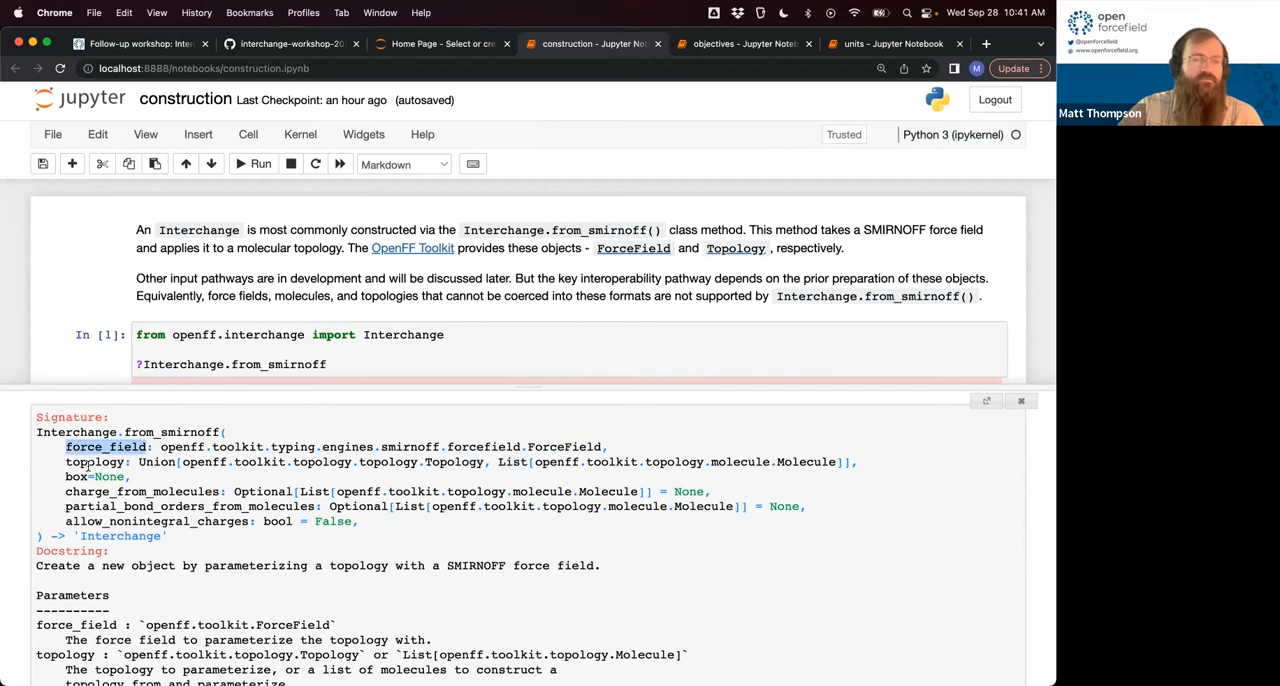 Chrome File Edit View History Bookmarks Profiles Tab Window Help Wed Sep 28 10:41 AM
Follow-up workshop: Inter interchange-workshop-202 Home Page - Select or crea construction - Jupyter Not objectives - Jupyter Noteb units - Jupyter Notebook
localhost:8888/notebooks/construction.ipynb M Update
open
forcefield
@openforcefield
www.openforcefield.org
Matt Thompson
jupyter construction Last Checkpoint: an hour ago (autosaved) Logout
File Edit View Insert Cell Kernel Widgets Help Trusted Python 3 (ipykernel)
Run Markdown
An Interchange is most commonly constructed via the Interchange.from_smirnoff() class method. This method takes a SMIRNOFF force field
and applies it to a molecular topology. The OpenFF Toolkit provides these objects - ForceField and Topology , respectively.
Other input pathways are in development and will be discussed later. But the key interoperability pathway depends on the prior preparation of these objects.
Equivalently, force fields, molecules, and topologies that cannot be coerced into these formats are not supported by Interchange.from_smirnoff() .
In [1]: from openff.interchange import Interchange
?Interchange.from_smirnoff
Signature:
Interchange.from_smirnoff(
force_field: openff.toolkit.typing.engines.smirnoff.forcefield.ForceField,
topology: Union[openff.toolkit.topology.topology.Topology, List[openff.toolkit.topology.molecule.Molecule]],
box=None,
charge_from_molecules: Optional[List[openff.toolkit.topology.molecule.Molecule]] = None,
partial_bond_orders_from_molecules: Optional[List[openff.toolkit.topology.molecule.Molecule]] = None,
allow_nonintegral_charges: bool = False,
) -> 'Interchange'
Docstring:
Create a new object by parameterizing a topology with a SMIRNOFF force field.
Parameters
----------
force_field : `openff.toolkit.ForceField`
The force field to parameterize the topology with.
topology : `openff.toolkit.topology.Topology` or `List[openff.toolkit.topology.Molecule]`
The topology to parameterize, or a list of molecules to construct a
topology from and parameterize.